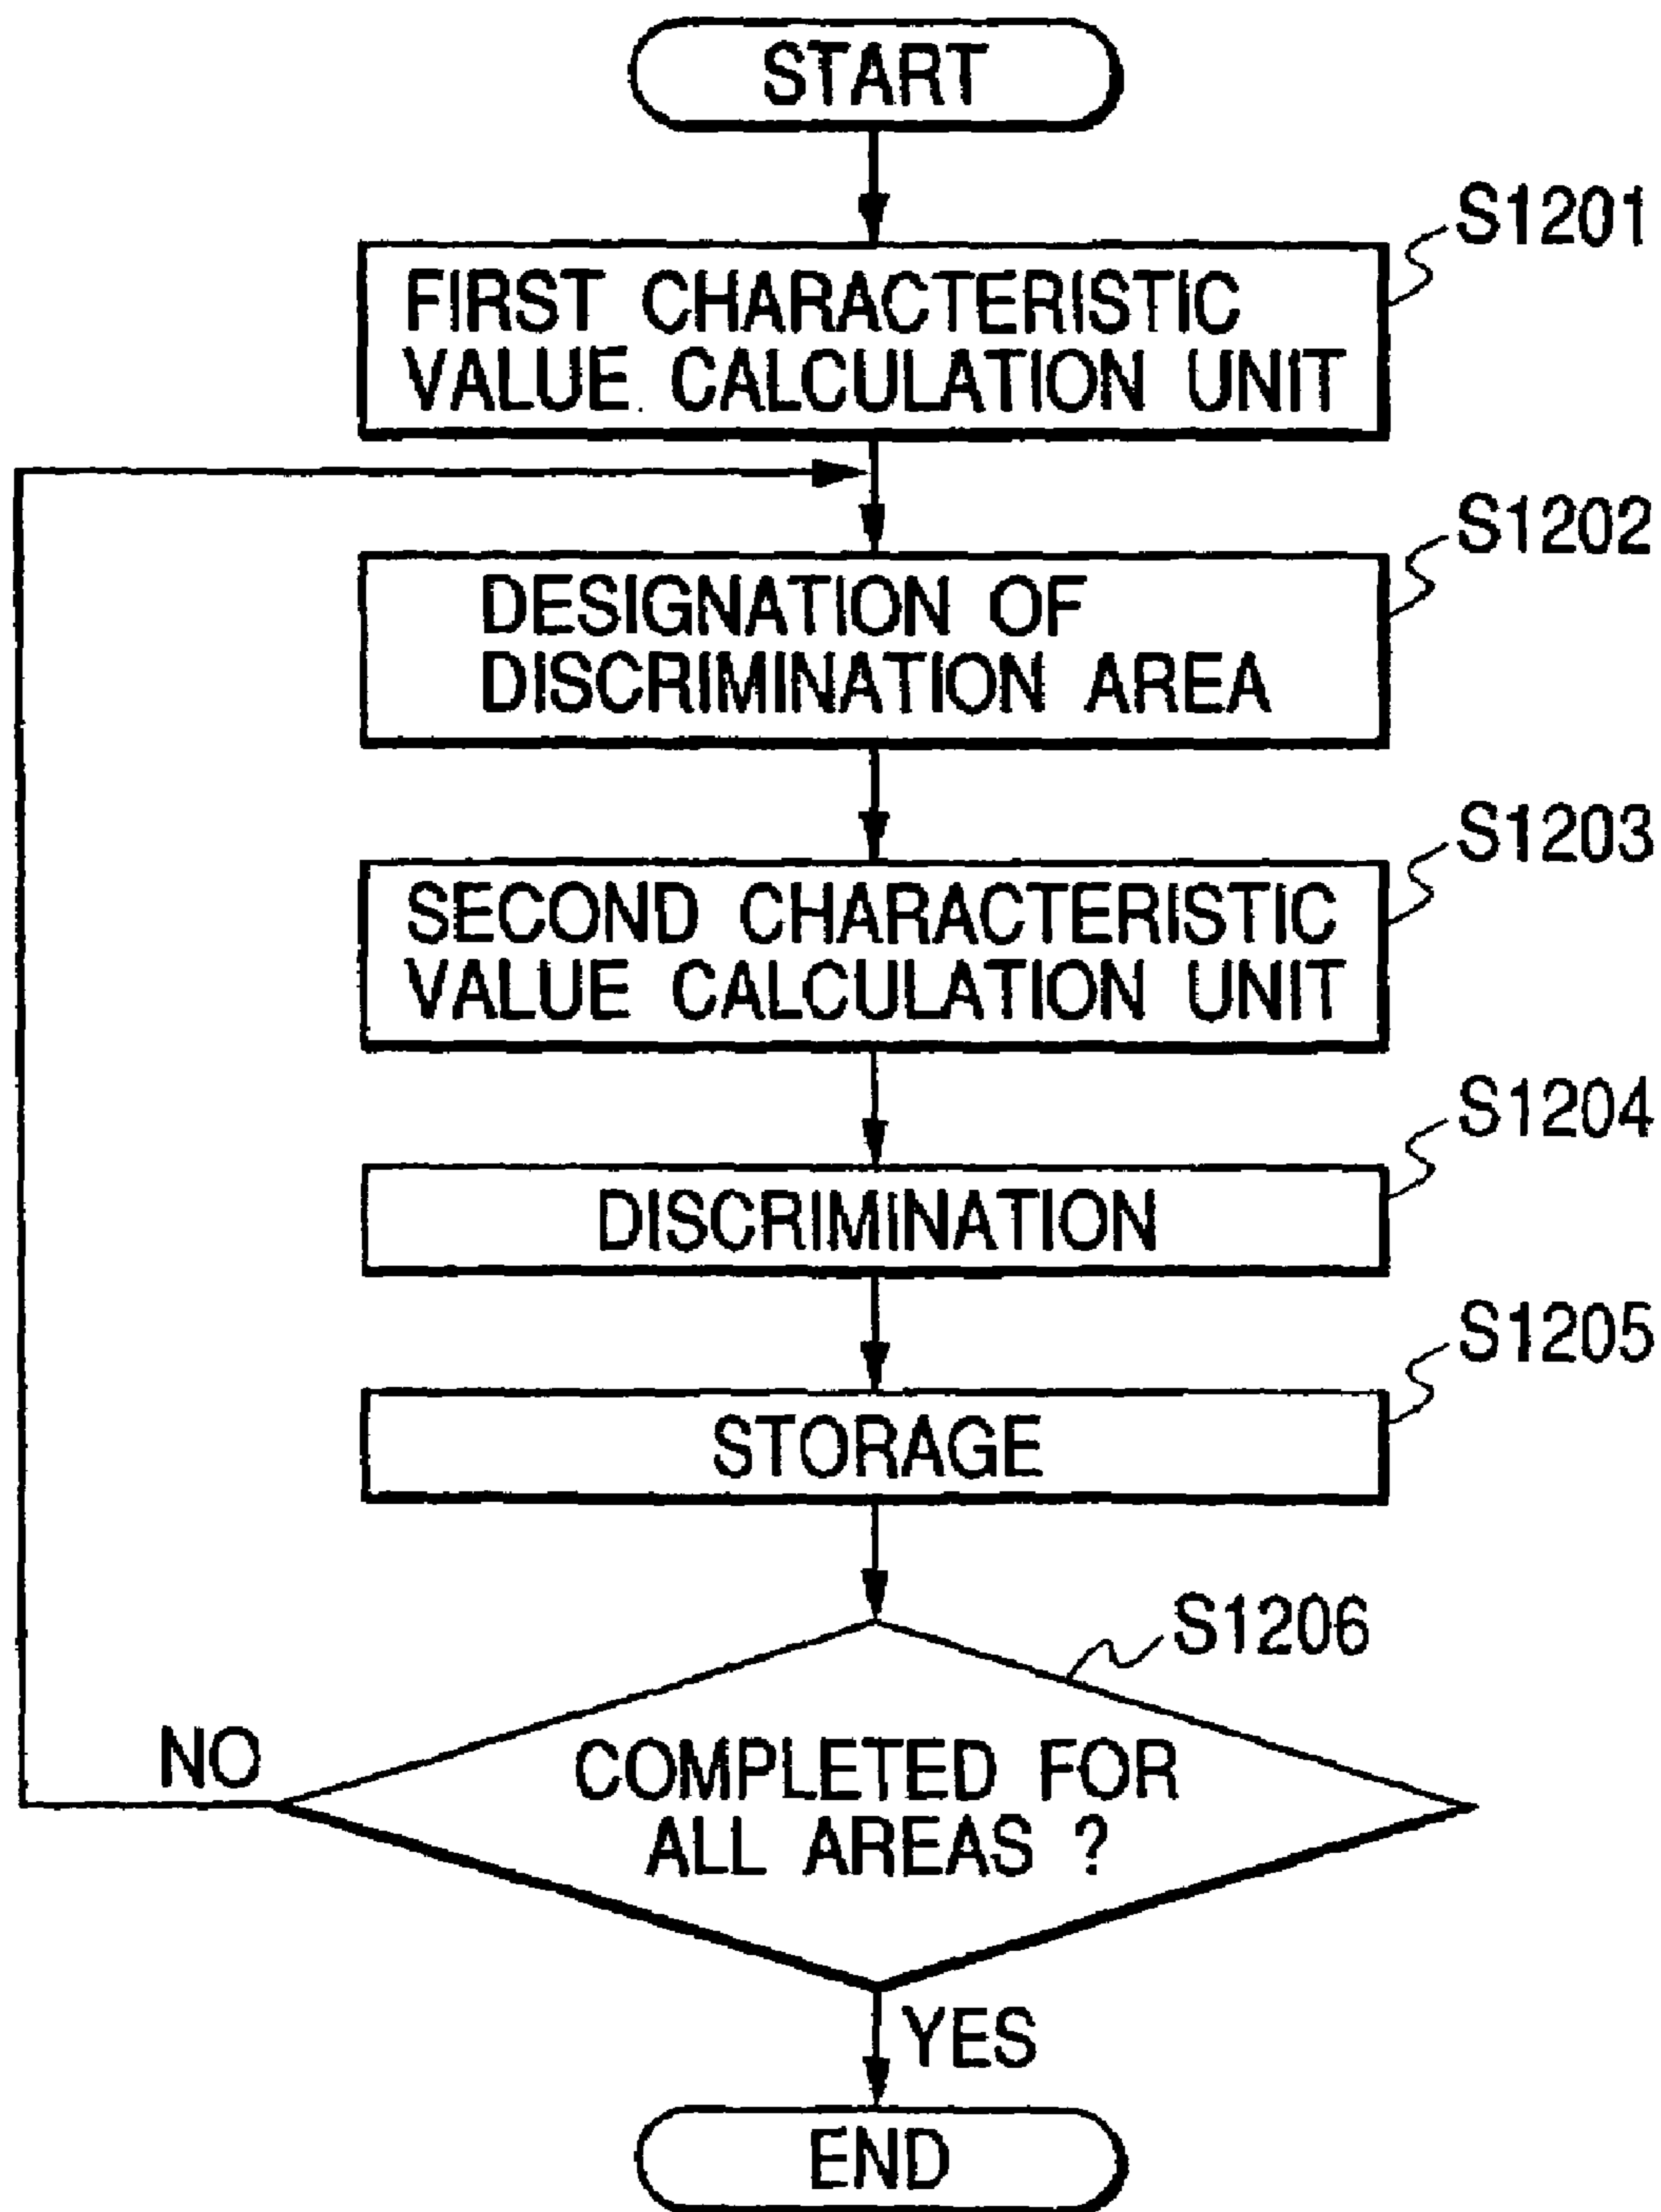 START
S1201
FIRST CHARACTERISTIC
VALUE CALCULATION UNIT
S1202
DESIGNATION OF
DISCRIMINATION AREA
S1203
SECOND CHARACTERISTIC
VALUE CALCULATION UNIT
S1204
DISCRIMINATION
S1205
STORAGE
S1206
NO
COMPLETED FOR
ALL AREAS ?
YES
END